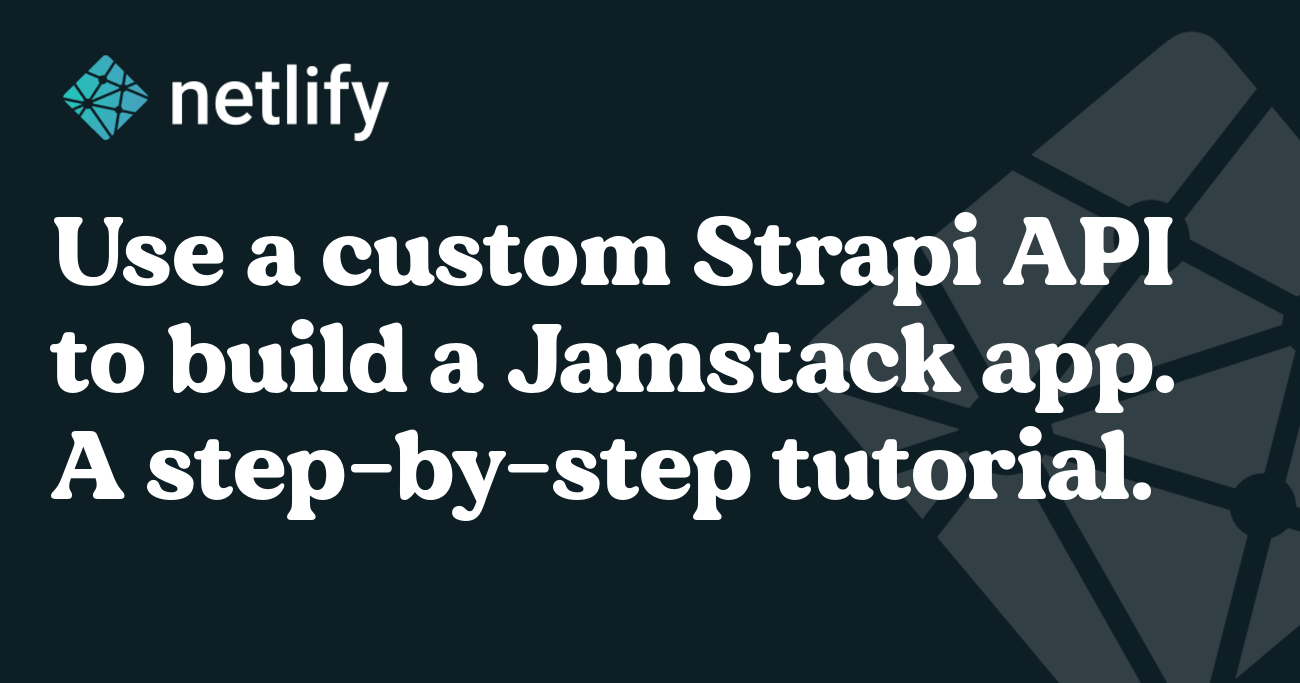 netlify
Use a custom Strapi API
to build a Jamstack app.
A step-by-step tutorial.